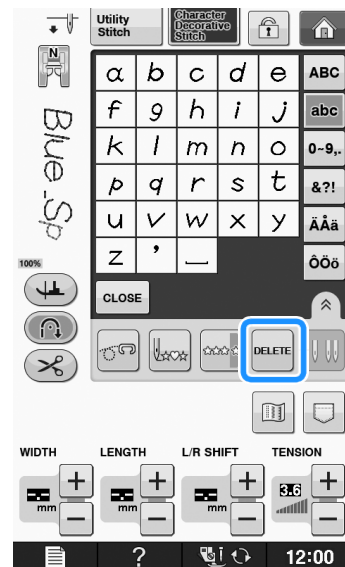 Utility
Stitch
Character
Decorative
Stitch
N
Blue_Sp
100%
a b c d e
f g h i j
k l m n o
p q r s t
u v w x y
z ' _
ABC
abc
0~9,.
&?!
ÄÅä
ÔÖö
CLOSE
DELETE
WIDTH LENGTH L/R SHIFT TENSION
mm mm mm 3.6
? 12:00